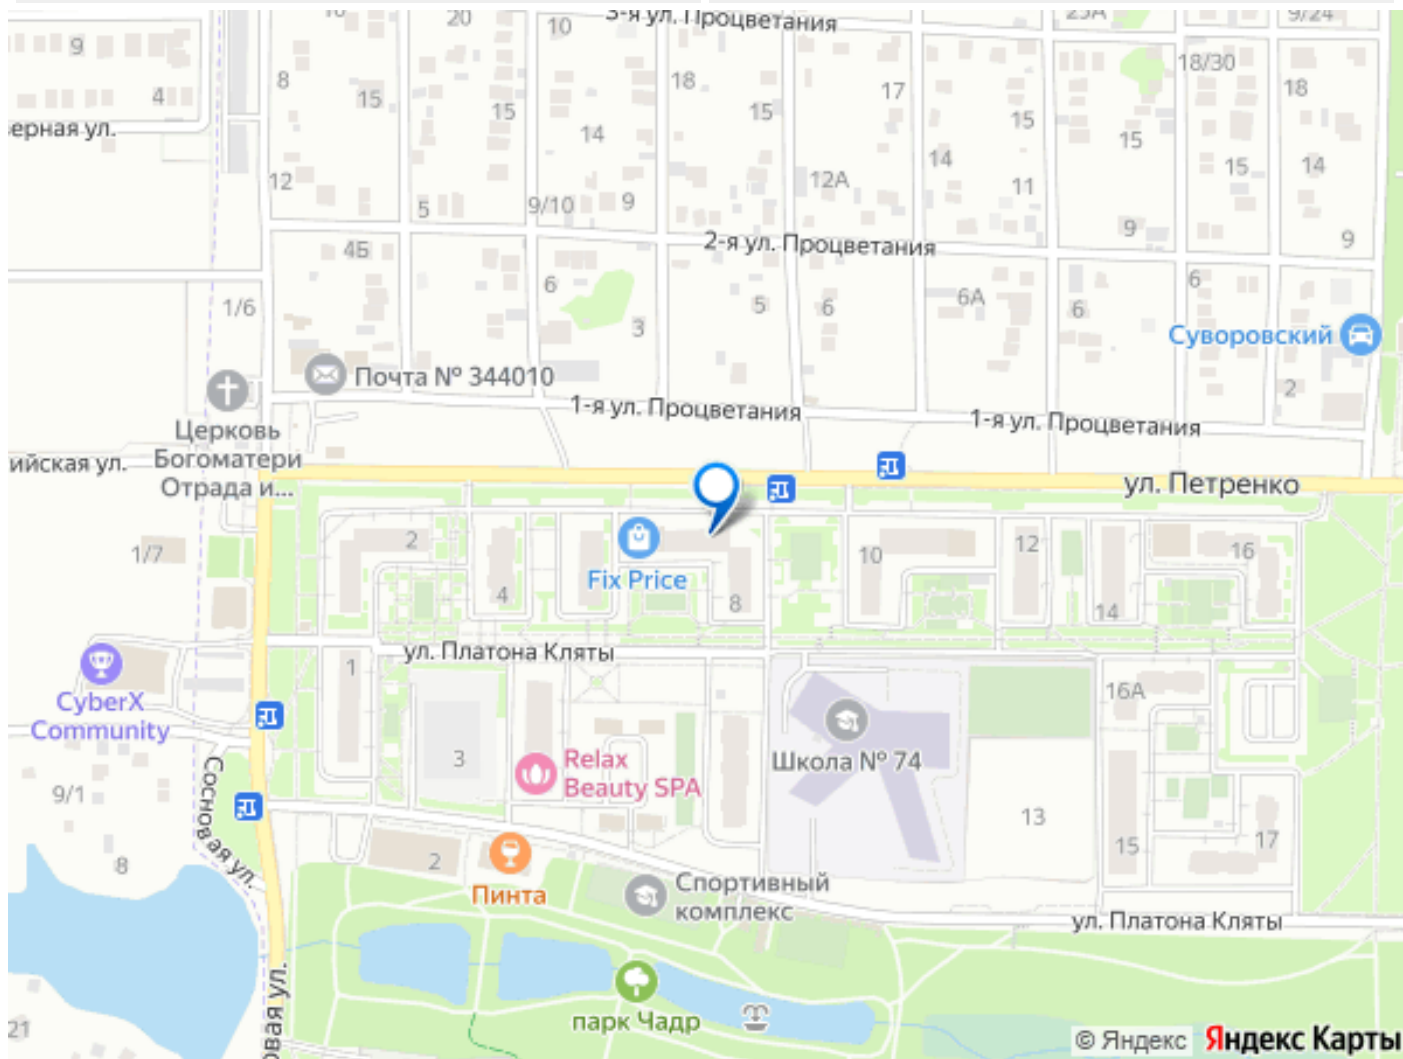 3-я ул. Процветания
10
20
10
25А
9/24
9
4
8
15
15
14
18
15
17
15
14
15
18/30
18
15
14
ерная ул.
12
5
9/10
9
12А
11
9
9
2-я ул. Процветания
4Б
6
3
5
6
6А
6
6
2
1/6
Суворовский
Почта № 344010
1-я ул. Процветания
1-я ул. Процветания
Церковь
Богоматери
Отрада и...
ийская ул.
ул. Петренко
1/7
2
4
Fix Price
8
10
12
14
16
ул. Платона Кляты
1
3
CyberX
Community
Relax
Beauty SPA
Школа № 74
16А
9/1
13
15
17
Сосновая ул.
8
2
Пинта
Спортивный
комплекс
ул. Платона Кляты
парк Чадр
21
овая ул.
© Яндекс Яндекс Карты